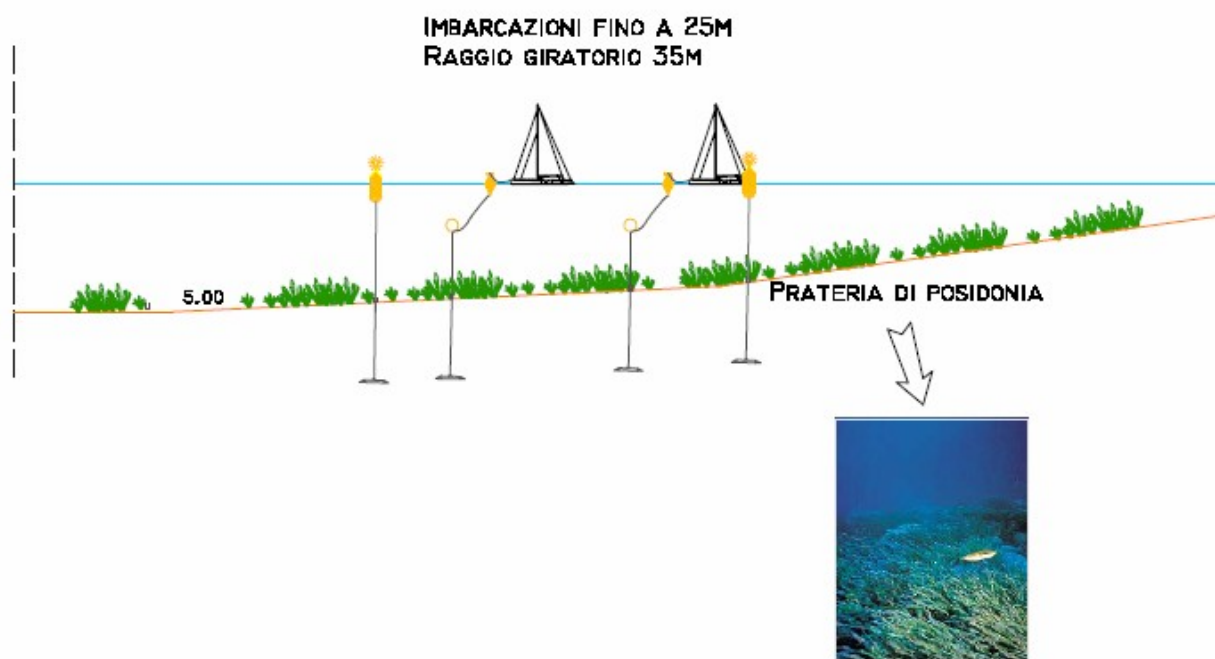 IMBARCAZIONI FINO A 25M
RAGGIO GIRATORIO 35M
5.00
PRATERIA DI POSIDONIA